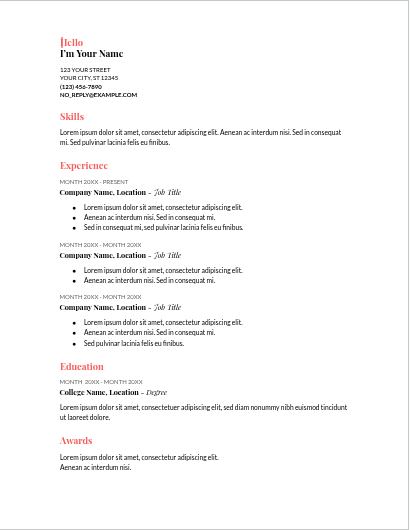 Hello
I'm Your Name
123 YOUR STREET
YOUR CITY, ST 12345
(123) 456-7890
NO_REPLY@EXAMPLE.COM
Skills
Lorem ipsum dolor sit amet, consectetur adipiscing elit. Aenean ac interdum nisi. Sed in consequat
mi. Sed pulvinar lacinia felis eu finibus.
Experience
MONTH 20XX - PRESENT
Company Name, Location - Job Title
● Lorem ipsum dolor sit amet, consectetur adipiscing elit.
● Aenean ac interdum nisi. Sed in consequat mi.
● Sed in consequat mi, sed pulvinar lacinia felis eu finibus.
MONTH 20XX - MONTH 20XX
Company Name, Location - Job Title
● Lorem ipsum dolor sit amet, consectetur adipiscing elit.
● Aenean ac interdum nisi. Sed in consequat mi.
MONTH 20XX - MONTH 20XX
Company Name, Location - Job Title
● Lorem ipsum dolor sit amet, consectetur adipiscing elit.
● Aenean ac interdum nisi. Sed in consequat mi.
● Sed pulvinar lacinia felis eu finibus.
Education
MONTH 20XX - MONTH 20XX
College Name, Location - Degree
Lorem ipsum dolor sit amet, consectetuer adipiscing elit, sed diam nonummy nibh euismod tincidunt
ut laoreet dolore.
Awards
Lorem ipsum dolor sit amet, consectetur adipiscing elit.
Aenean ac interdum nisi.